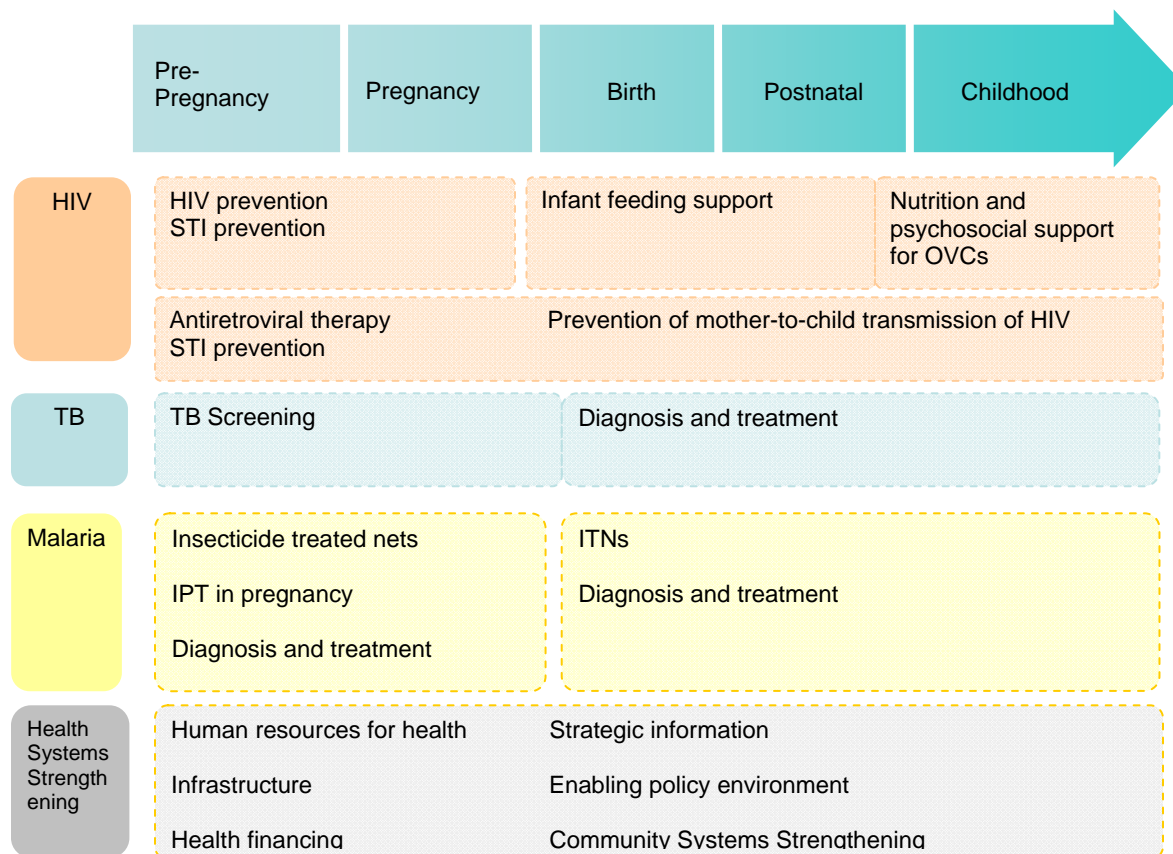 Pre-
Pregnancy
Pregnancy
Birth
Postnatal
Childhood
HIV
HIV prevention
STI prevention
Infant feeding support
Nutrition and
psychosocial support
for OVCs
Antiretroviral therapy
STI prevention
Prevention of mother-to-child transmission of HIV
TB
TB Screening
Diagnosis and treatment
Malaria
Insecticide treated nets
IPT in pregnancy
Diagnosis and treatment
ITNs
Diagnosis and treatment
Health
Systems
Strength
ening
Human resources for health
Infrastructure
Health financing
Strategic information
Enabling policy environment
Community Systems Strengthening